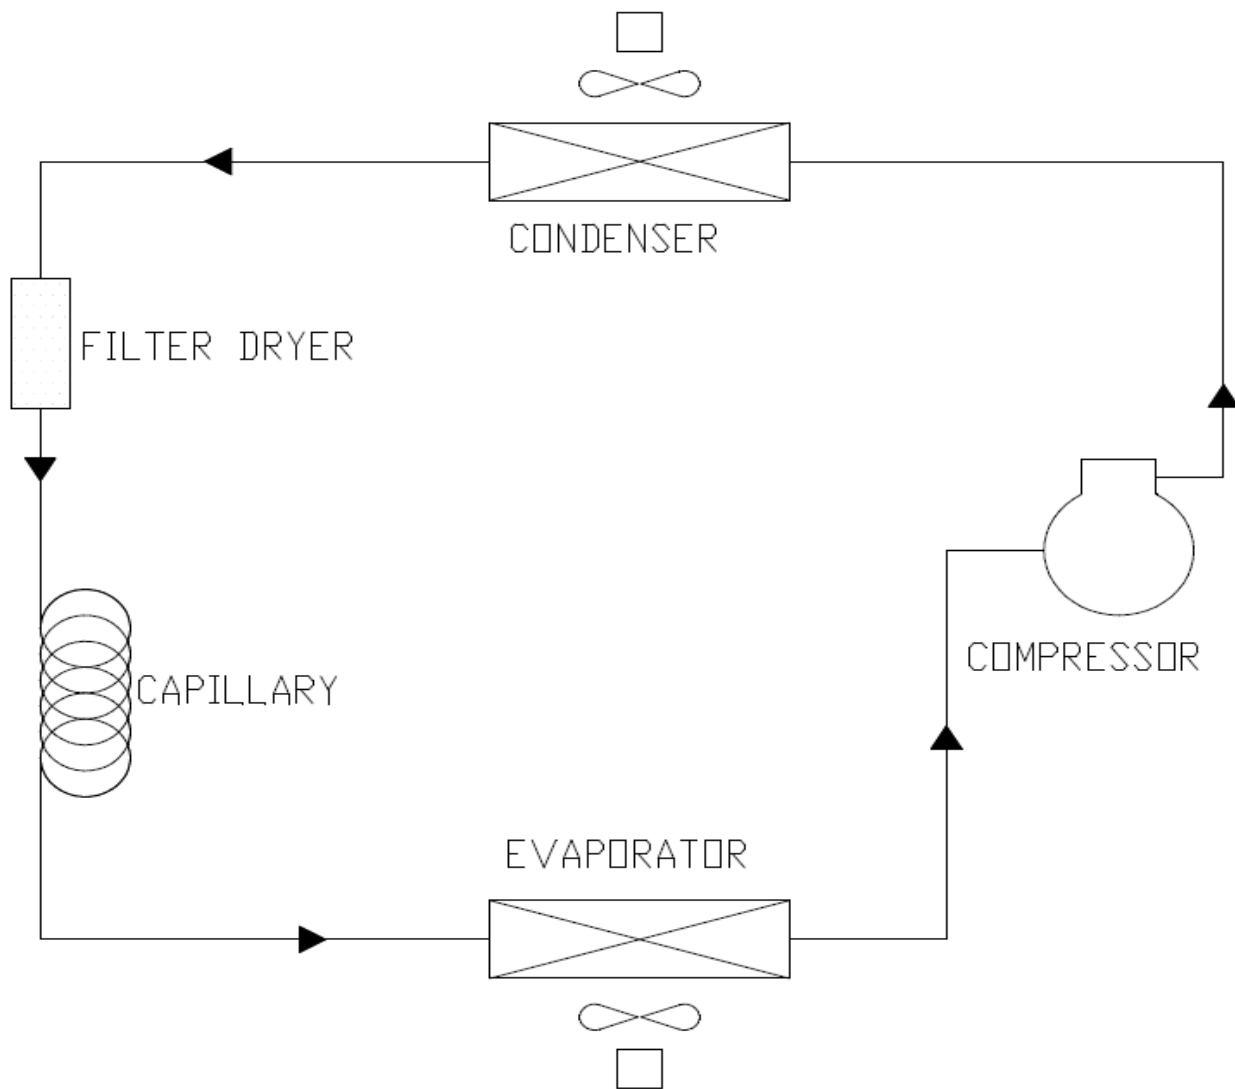 CONDENSER
FILTER DRYER
COMPRESSOR
CAPILLARY
EVAPORATOR